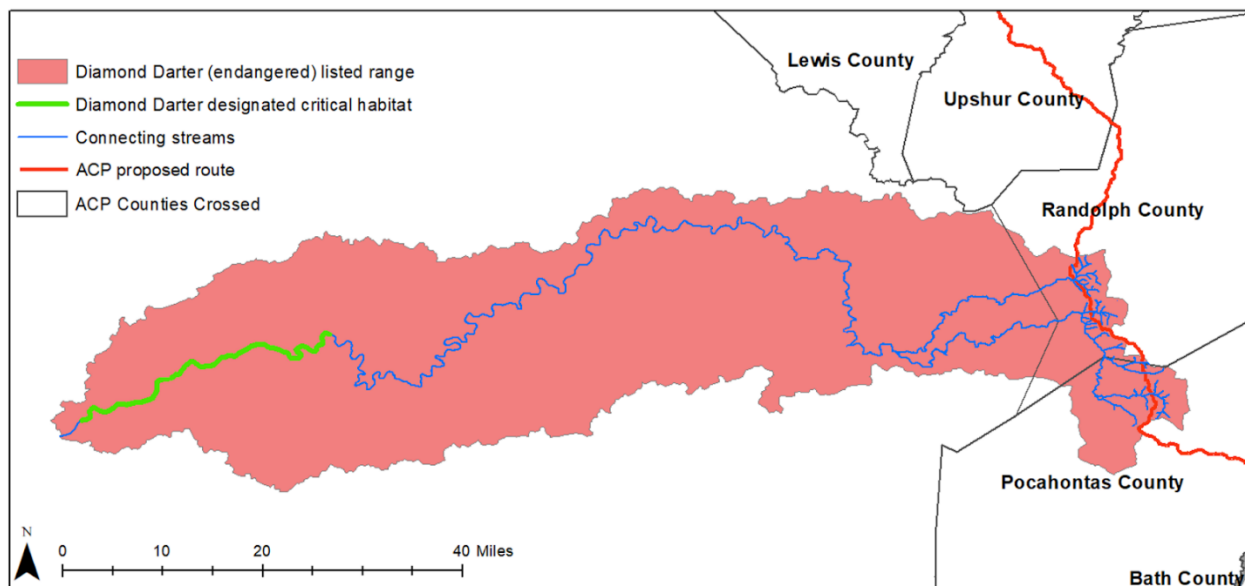 Diamond Darter (endangered) listed range
Diamond Darter designated critical habitat
Connecting streams
ACP proposed route
ACP Counties Crossed
Lewis County
Upshur County
Randolph County
Pocahontas County
Bath County
N
0 10 20 40 Miles